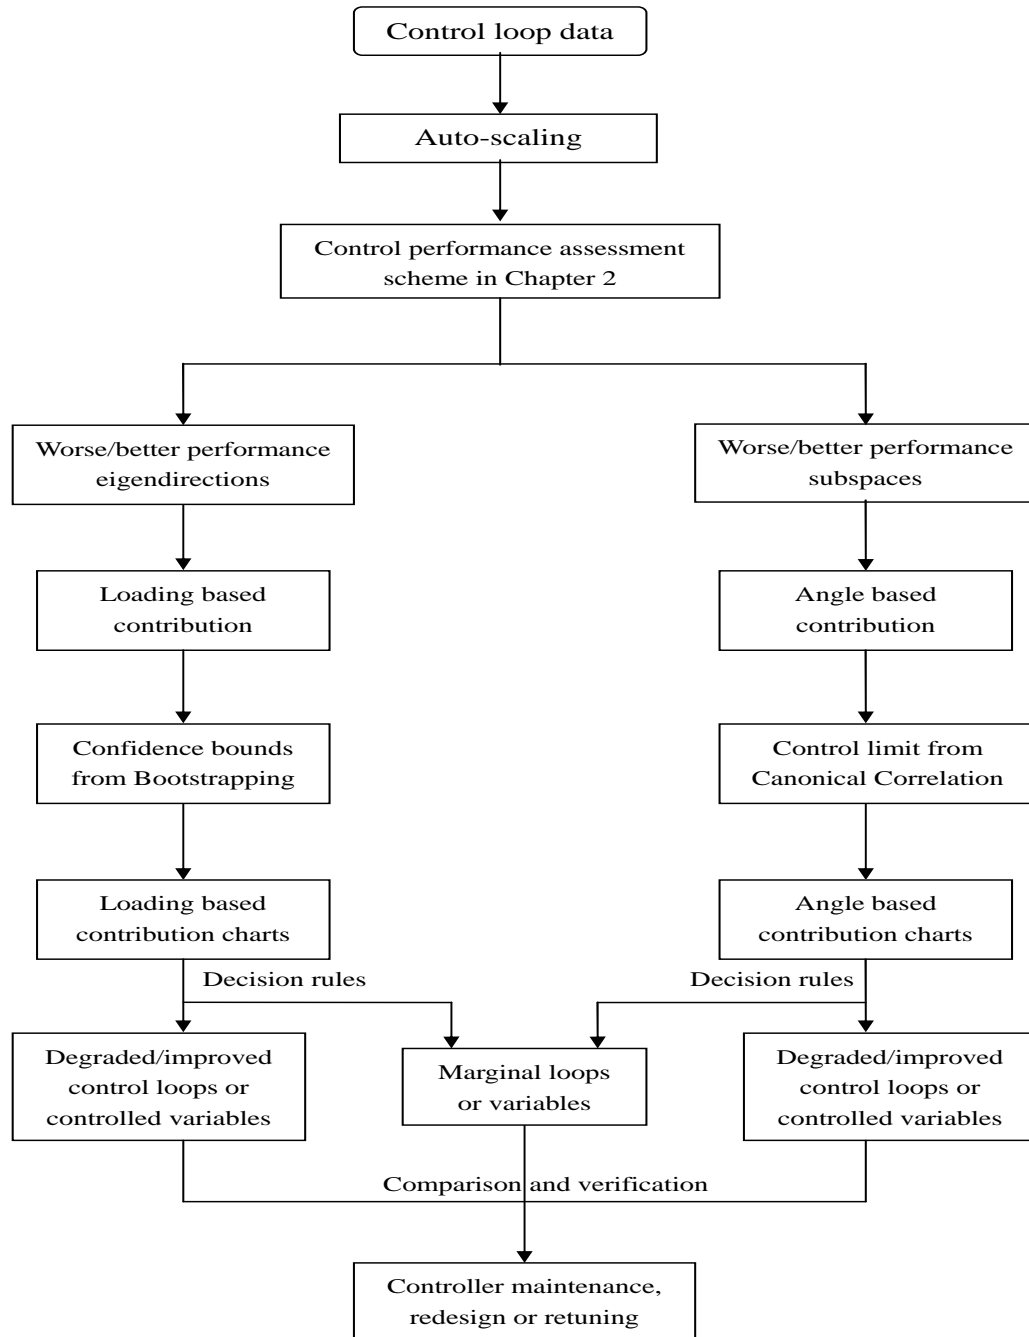 Control loop data
Auto-scaling
Control performance assessment
scheme in Chapter 2
Worse/better performance
eigendirections
Worse/better performance
subspaces
Loading based
contribution
Angle based
contribution
Confidence bounds
from Bootstrapping
Control limit from
Canonical Correlation
Loading based
contribution charts
Angle based
contribution charts
Decision rules
Decision rules
Degraded/improved
control loops or
controlled variables
Marginal loops
or variables
Degraded/improved
control loops or
controlled variables
Comparison and verification
Controller maintenance,
redesign or retuning